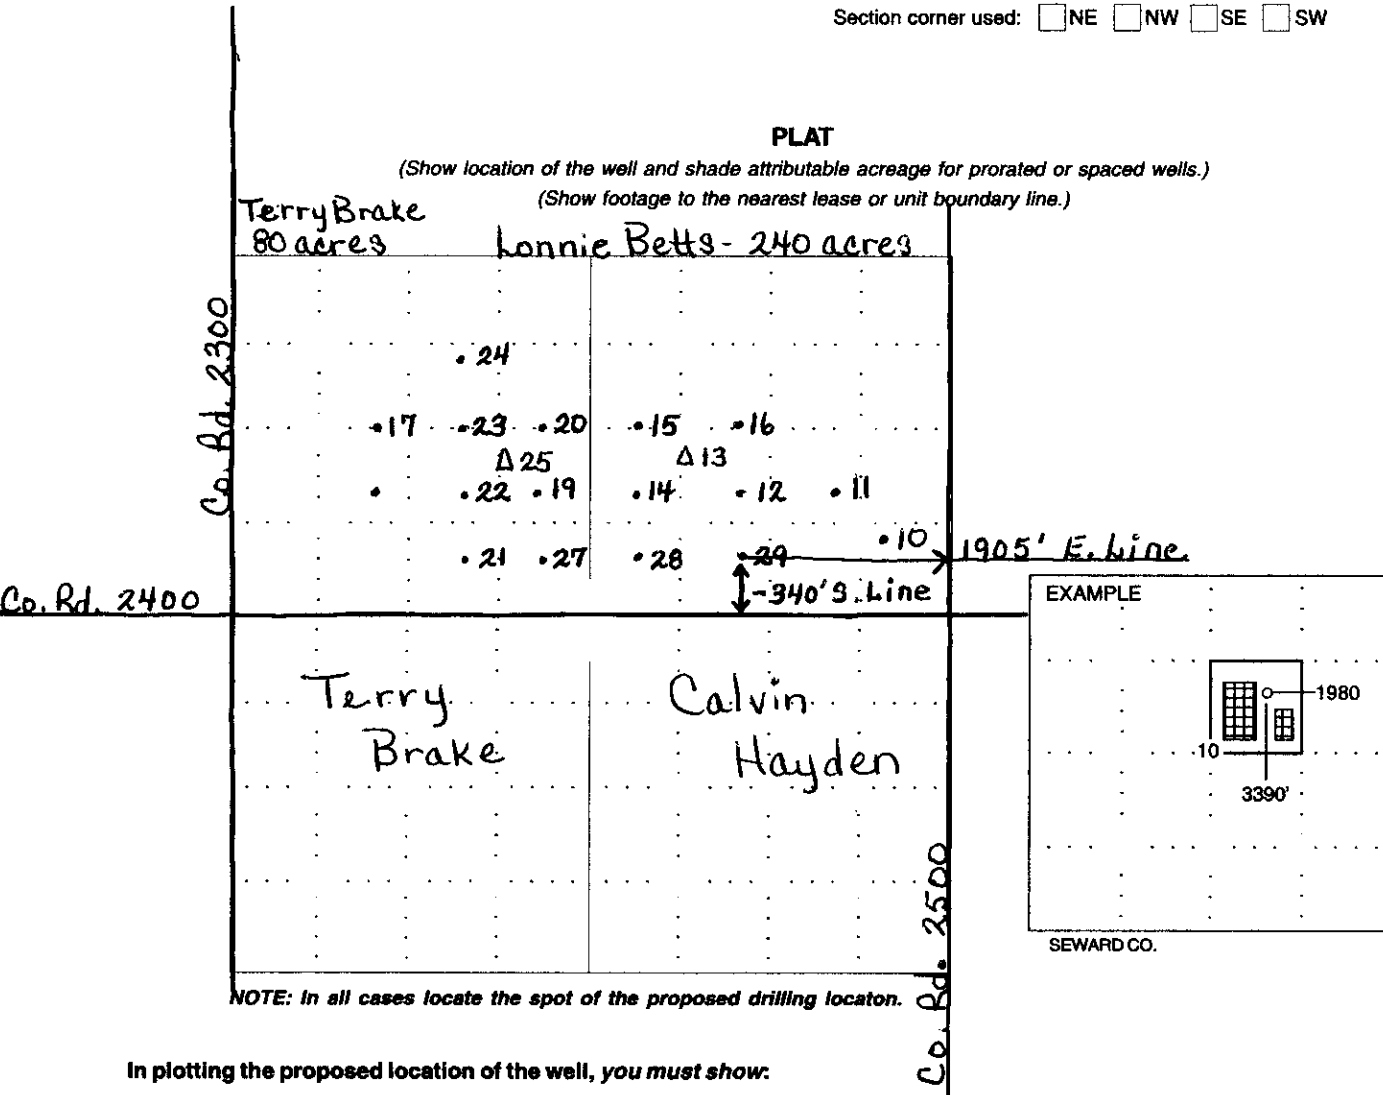 Section corner used: NE NW SE SW
PLAT
(Show location of the well and shade attributable acreage for prorated or spaced wells.)
(Show footage to the nearest lease or unit boundary line.)
Terry Brake
80 acres
Lonnie Betts - 240 acres
Co. Rd. 2300
24
17 23 20 15 16
Δ25 Δ13
22 19 14 12 11
10
21 27 28 29
1905' E. Line
Co. Rd. 2400
-340' S. Line
EXAMPLE
1980
10
3390'
SEWARD CO.
Terry
Brake
Calvin
Hayden
Co. Rd. 2500
NOTE: In all cases locate the spot of the proposed drilling locaton.
In plotting the proposed location of the well, you must show: